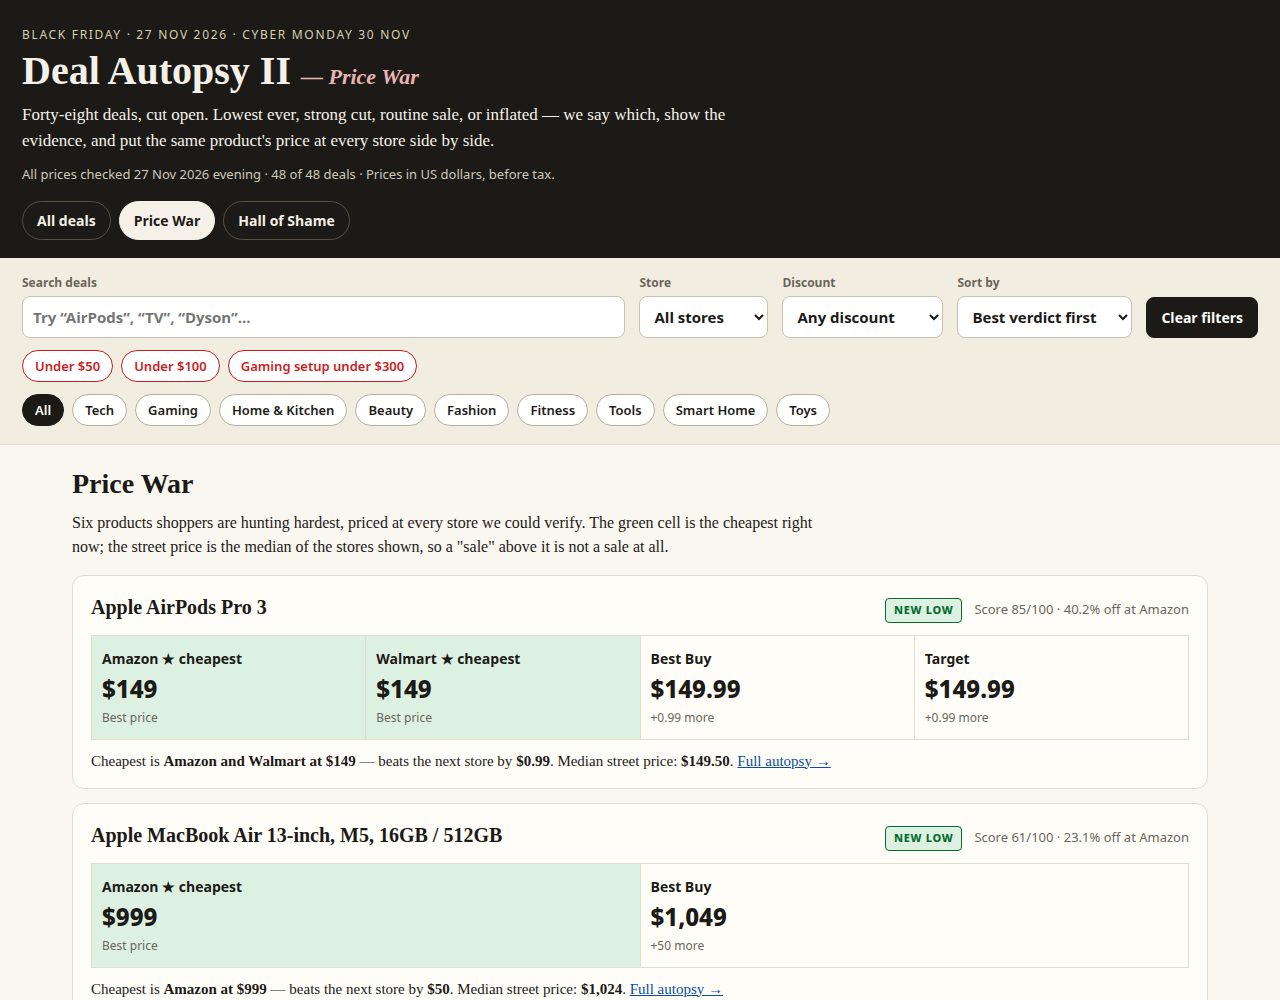 BLACK FRIDAY · 27 NOV 2026 · CYBER MONDAY 30 NOV
Deal Autopsy II — Price War
Forty-eight deals, cut open. Lowest ever, strong cut, routine sale, or inflated — we say which, show the
evidence, and put the same product's price at every store side by side.
All prices checked 27 Nov 2026 evening · 48 of 48 deals · Prices in US dollars, before tax.
All deals Price War Hall of Shame
Search deals Store Discount Sort by
Try “AirPods”, “TV”, “Dyson”... All stores Any discount Best verdict first Clear filters
Under $50 Under $100 Gaming setup under $300
All Tech Gaming Home & Kitchen Beauty Fashion Fitness Tools Smart Home Toys
Price War
Six products shoppers are hunting hardest, priced at every store we could verify. The green cell is the cheapest right
now; the street price is the median of the stores shown, so a "sale" above it is not a sale at all.
Apple AirPods Pro 3 NEW LOW Score 85/100 · 40.2% off at Amazon
Amazon ★ cheapest Walmart ★ cheapest Best Buy Target
$149 $149 $149.99 $149.99
Best price Best price +0.99 more +0.99 more
Cheapest is Amazon and Walmart at $149 — beats the next store by $0.99. Median street price: $149.50. Full autopsy →
Apple MacBook Air 13-inch, M5, 16GB / 512GB NEW LOW Score 61/100 · 23.1% off at Amazon
Amazon ★ cheapest Best Buy
$999 $1,049
Best price +50 more
Cheapest is Amazon at $999 — beats the next store by $50. Median street price: $1,024. Full autopsy →